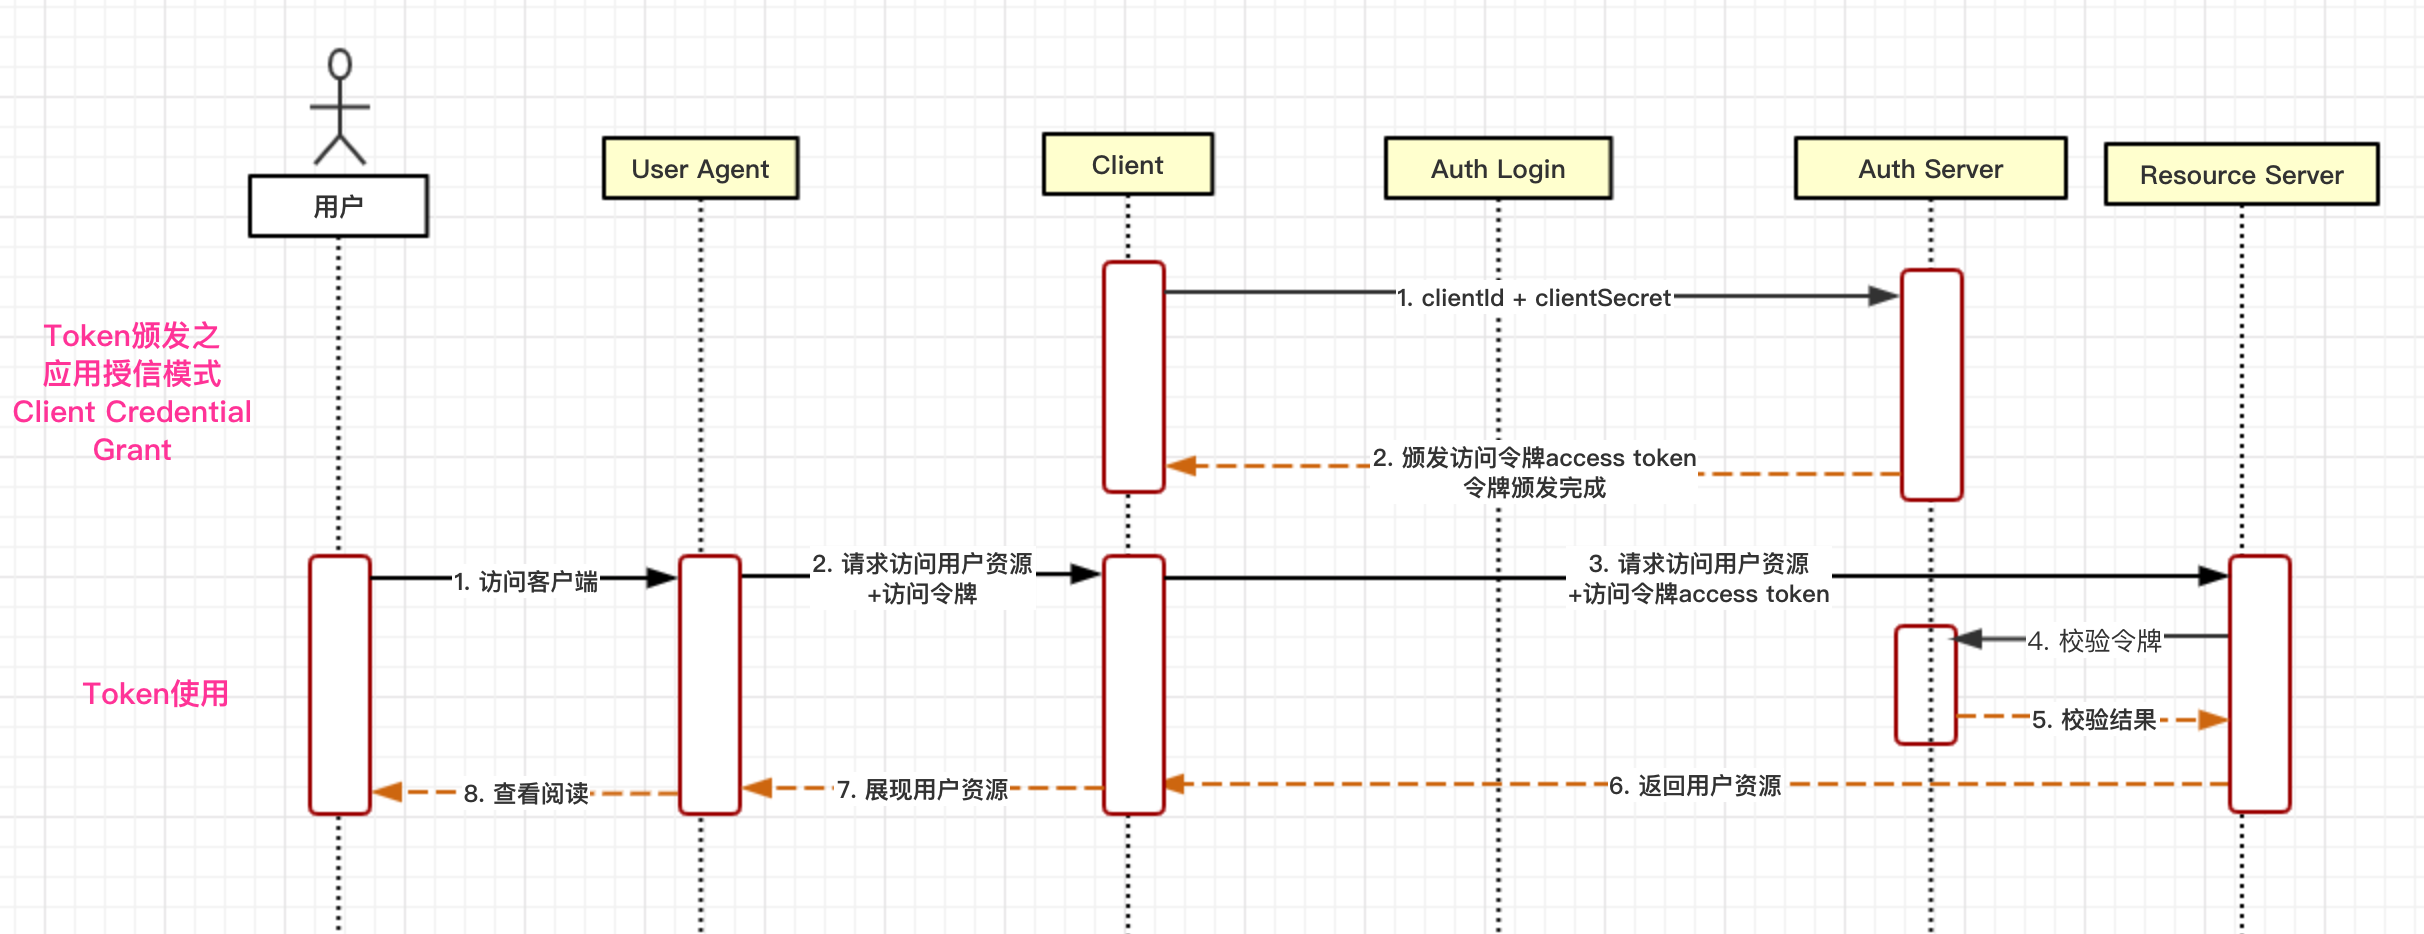 用户
User Agent
Client
Auth Login
Auth Server
Resource Server
Token颁发之
应用授信模式
Client Credential
Grant
1. clientId + clientSecret
2. 颁发访问令牌access token
令牌颁发完成
Token使用
1. 访问客户端
2. 请求访问用户资源
+访问令牌
3. 请求访问用户资源
+访问令牌access token
4. 校验令牌
5. 校验结果
6. 返回用户资源
7. 展现用户资源
8. 查看阅读